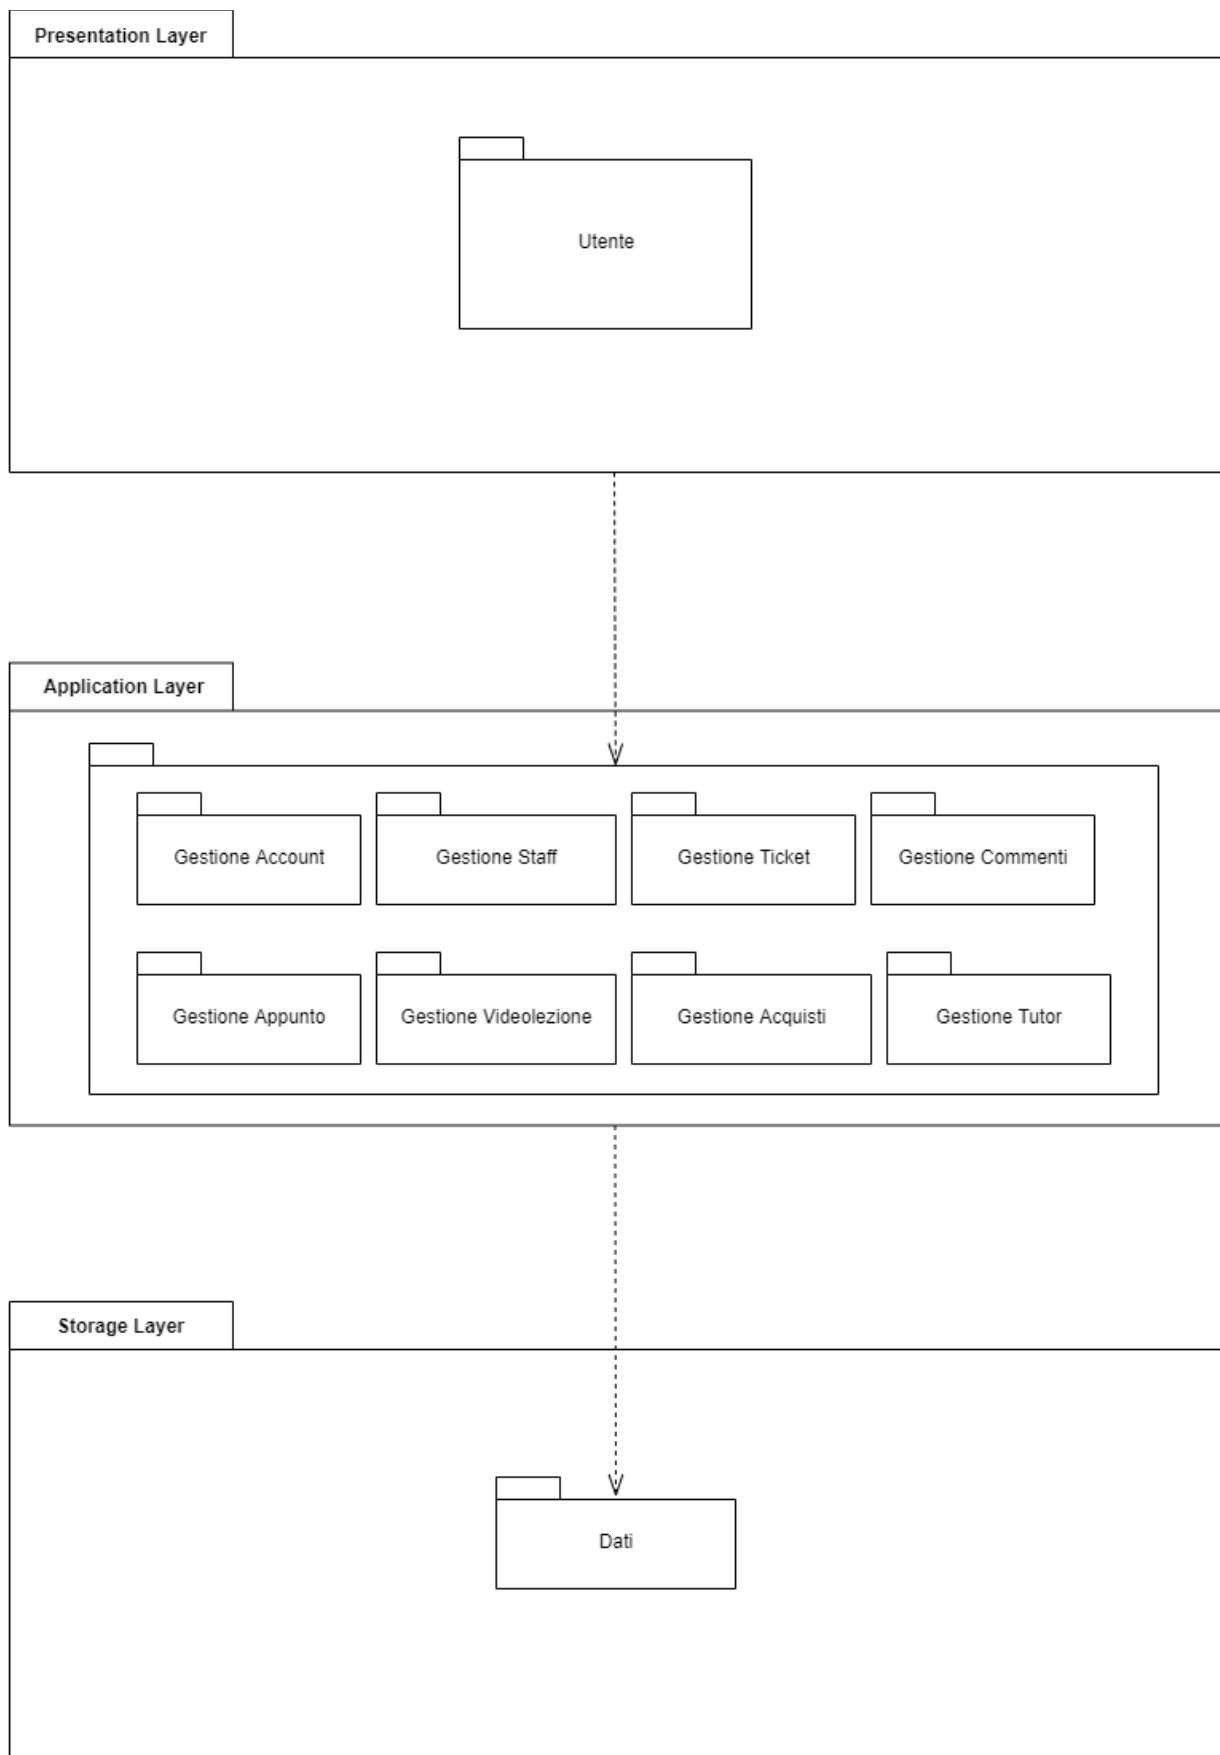 Presentation Layer
Utente
Application Layer
Gestione Account
Gestione Staff
Gestione Ticket
Gestione Commenti
Gestione Appunto
Gestione Videolezione
Gestione Acquisti
Gestione Tutor
Storage Layer
Dati